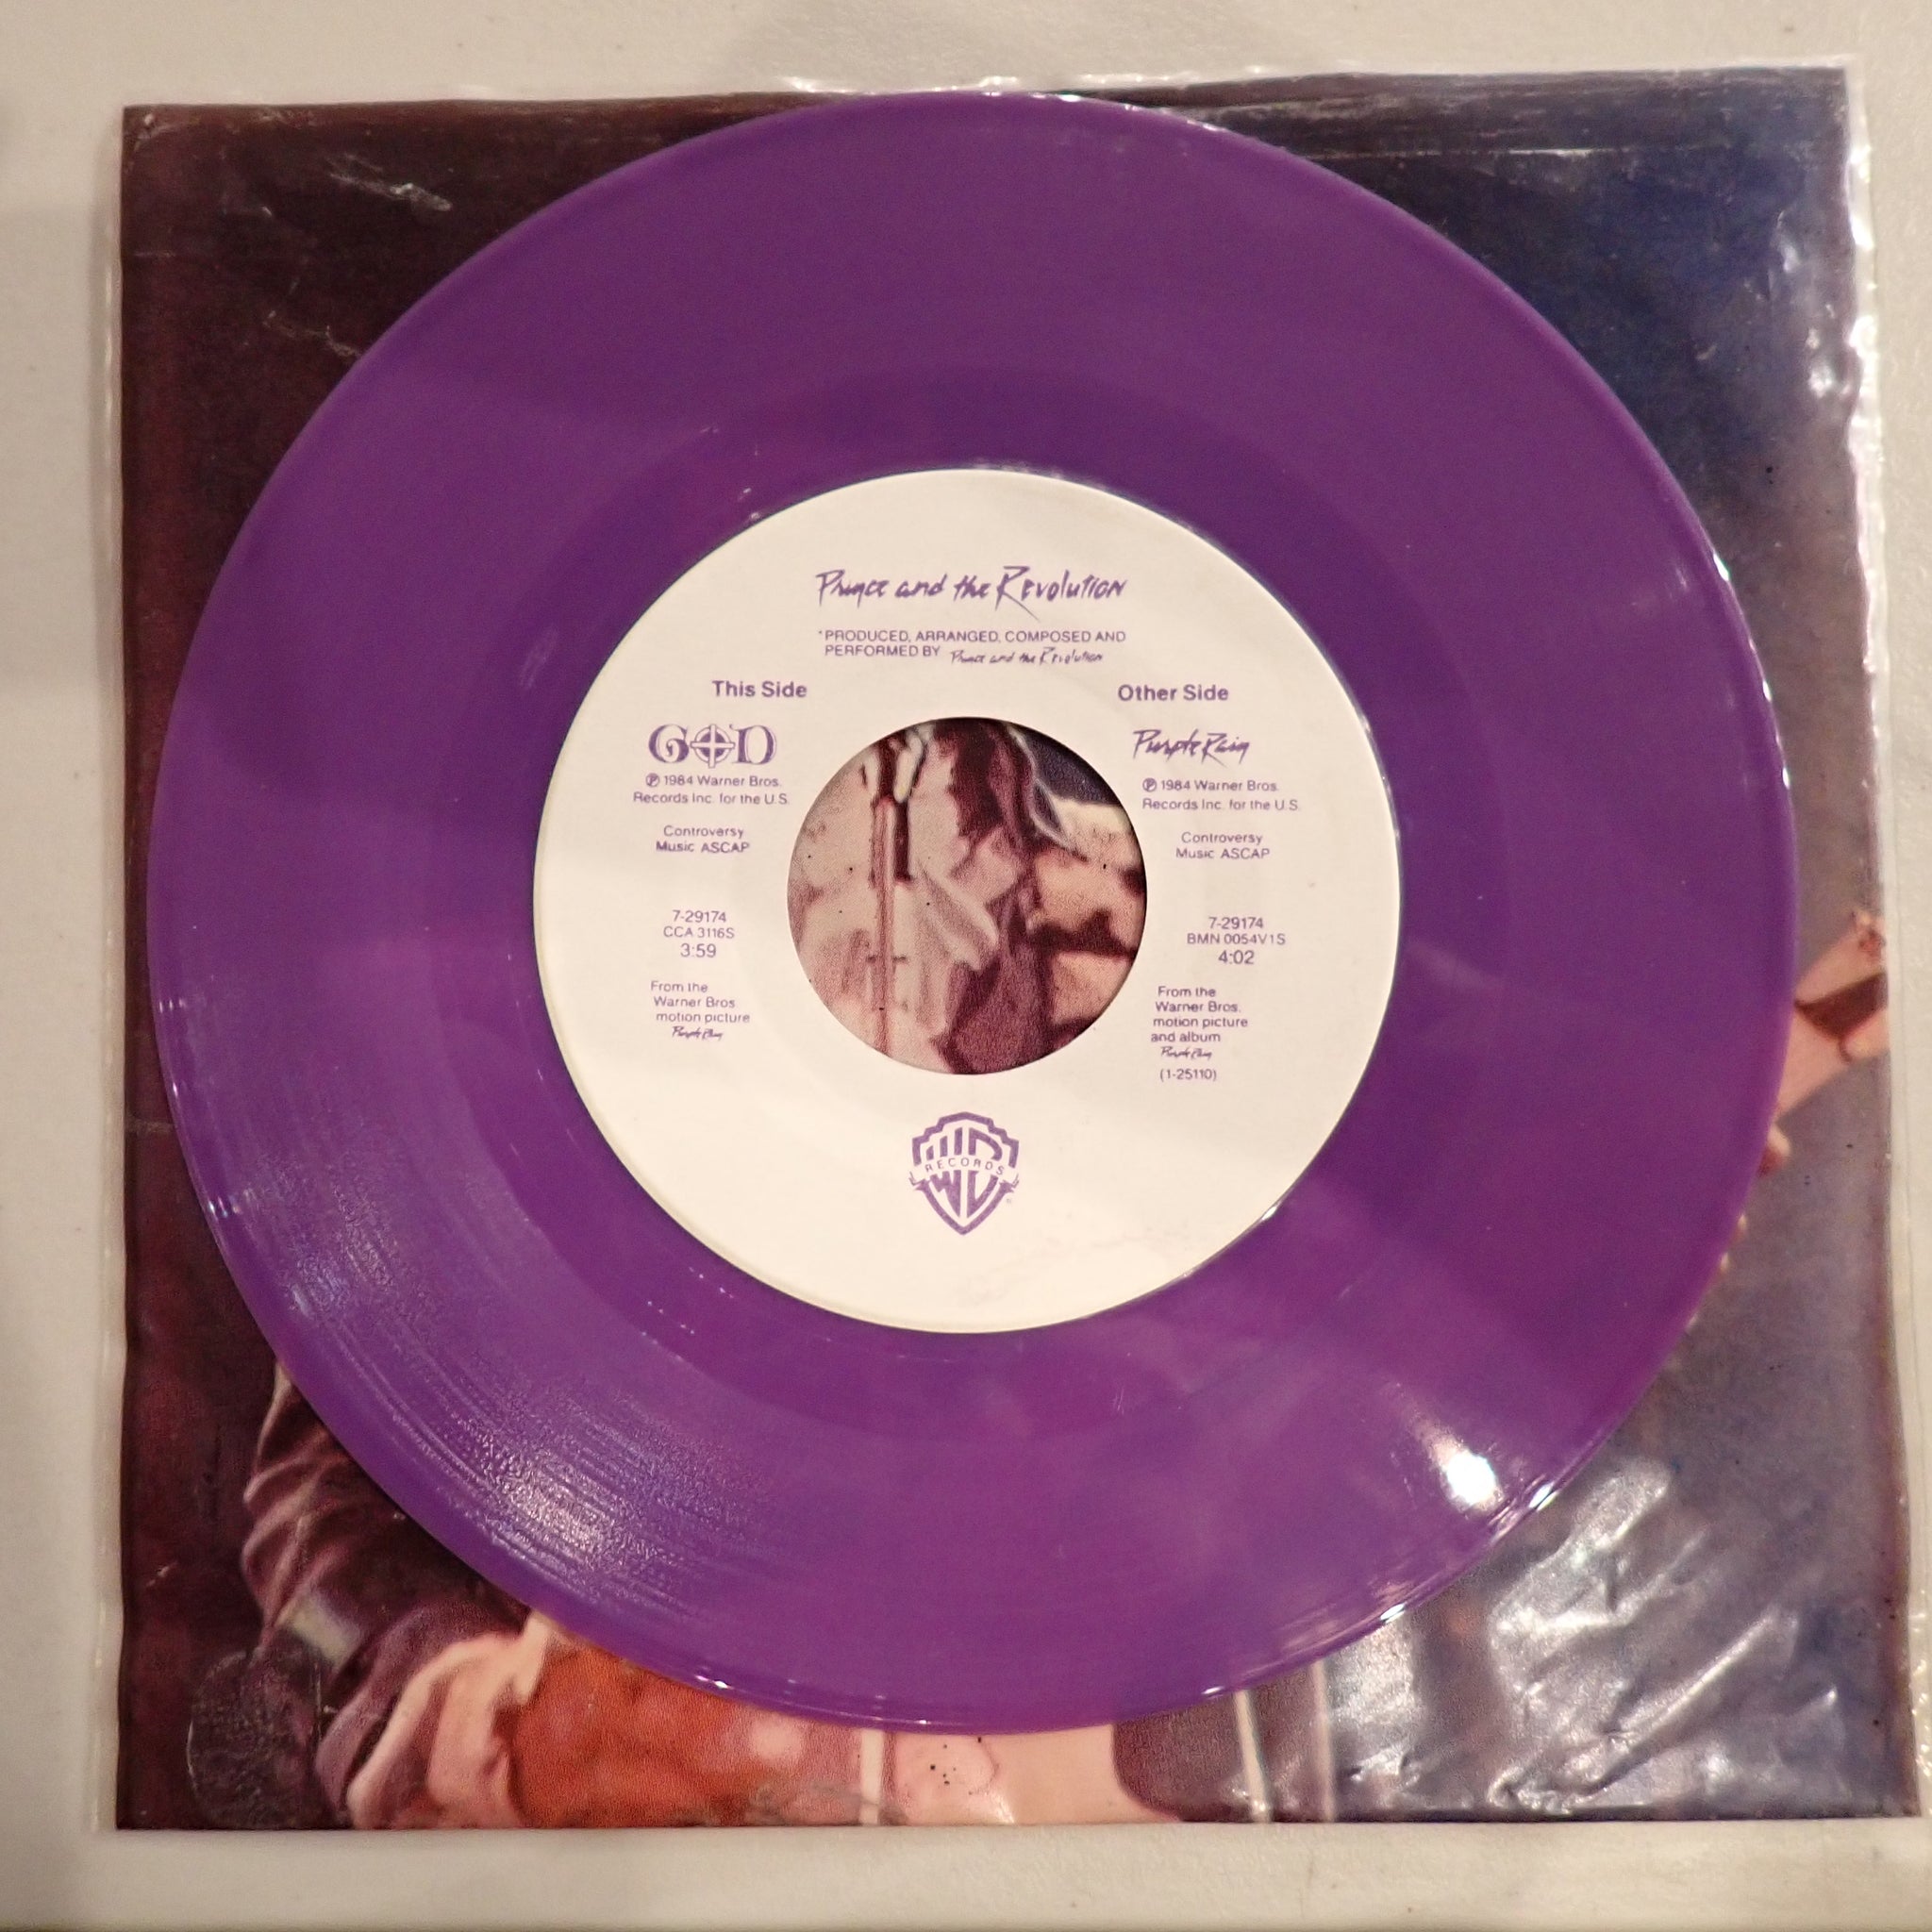 Prince and the Revolution
*PRODUCED, ARRANGED, COMPOSED AND
PERFORMED BY Prince and the Revolution
This Side
GOD
℗ 1984 Warner Bros.
Records Inc. for the U.S.
Controversy
Music ASCAP
7-29174
CCA 3116S
3:59
From the
Warner Bros.
motion picture
Purple Rain
Other Side
Purple Rain
℗ 1984 Warner Bros.
Records Inc. for the U.S.
Controversy
Music ASCAP
7-29174
BMN 0054V1S
4:02
From the
Warner Bros.
motion picture
and album
Purple Rain
(1-25110)
WB
RECORDS